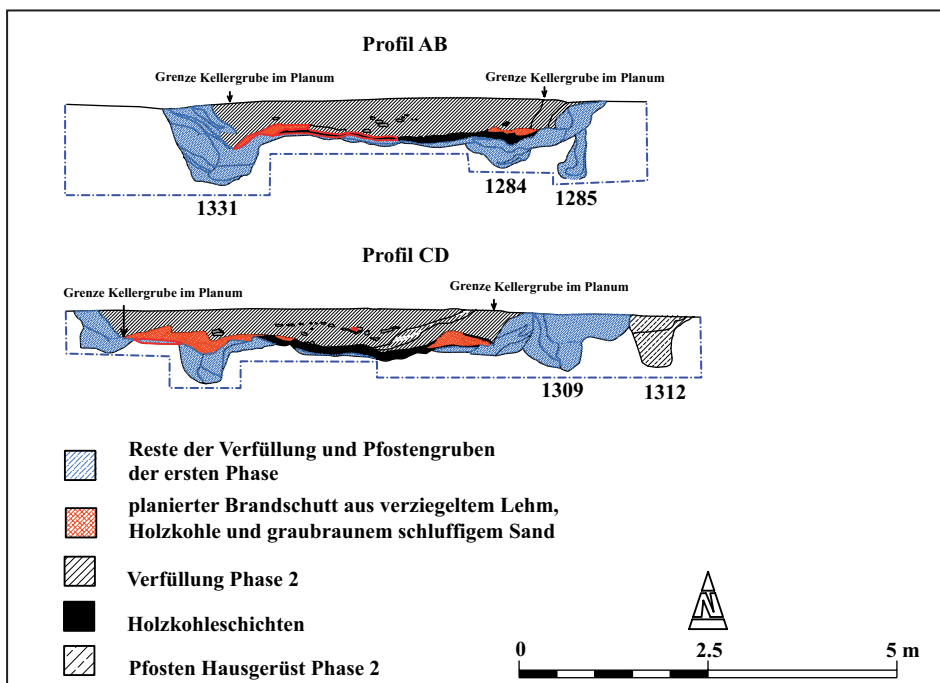 Profil AB
Grenze Kellergrube im Planum
Grenze Kellergrube im Planum
1331
1284
1285
Profil CD
Grenze Kellergrube im Planum
Grenze Kellergrube im Planum
1309
1312
Reste der Verfüllung und Pfostengruben
der ersten Phase
planierter Brandschutt aus verziegeltem Lehm,
Holzkohle und graubraunem schluffigem Sand
Verfüllung Phase 2
Holzkohleschichten
Pfosten Hausgerüst Phase 2
N
0 2.5 5 m